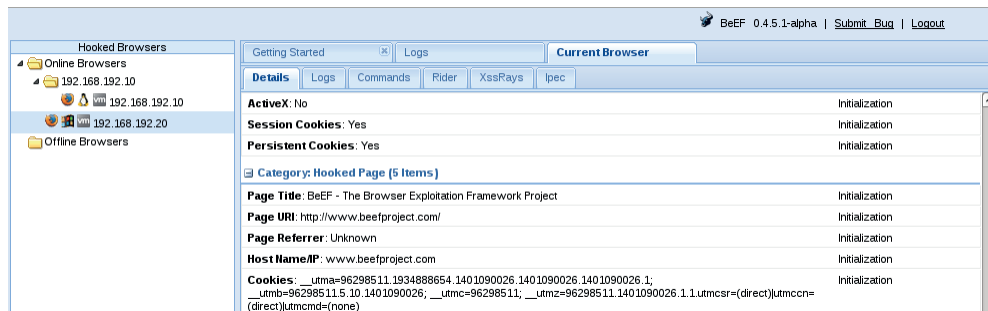 BeEF 0.4.5.1-alpha | Submit Bug | Logout
Hooked Browsers
Online Browsers
192.168.192.10
192.168.192.10
192.168.192.20
Offline Browsers
Getting Started
Logs
Current Browser
Details
Logs
Commands
Rider
XssRays
Ipec
ActiveX: No
Initialization
Session Cookies: Yes
Initialization
Persistent Cookies: Yes
Initialization
Category: Hooked Page (5 Items)
Page Title: BeEF - The Browser Exploitation Framework Project
Initialization
Page URI: http://www.beefproject.com/
Initialization
Page Referrer: Unknown
Initialization
Host Name/IP: www.beefproject.com
Initialization
Cookies: __utma=96298511.1934888654.1401090026.1401090026.1401090026.1;
Initialization
__utmb=96298511.5.10.1401090026; __utmc=96298511; __utmz=96298511.1401090026.1.1.utmcsr=(direct)|utmccn=
(direct)|utmcmd=(none)